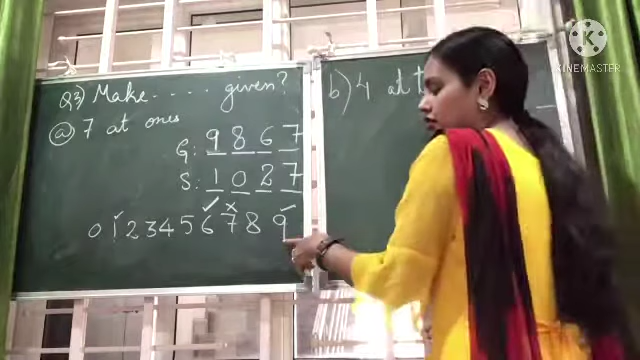 Q3) Make ..... given?
a) 7 at ones
G: 9 8 6 7
S: 1 0 2 7
0 1 2 3 4 5 6 7 8 9
b) 4 at
KINEMASTER